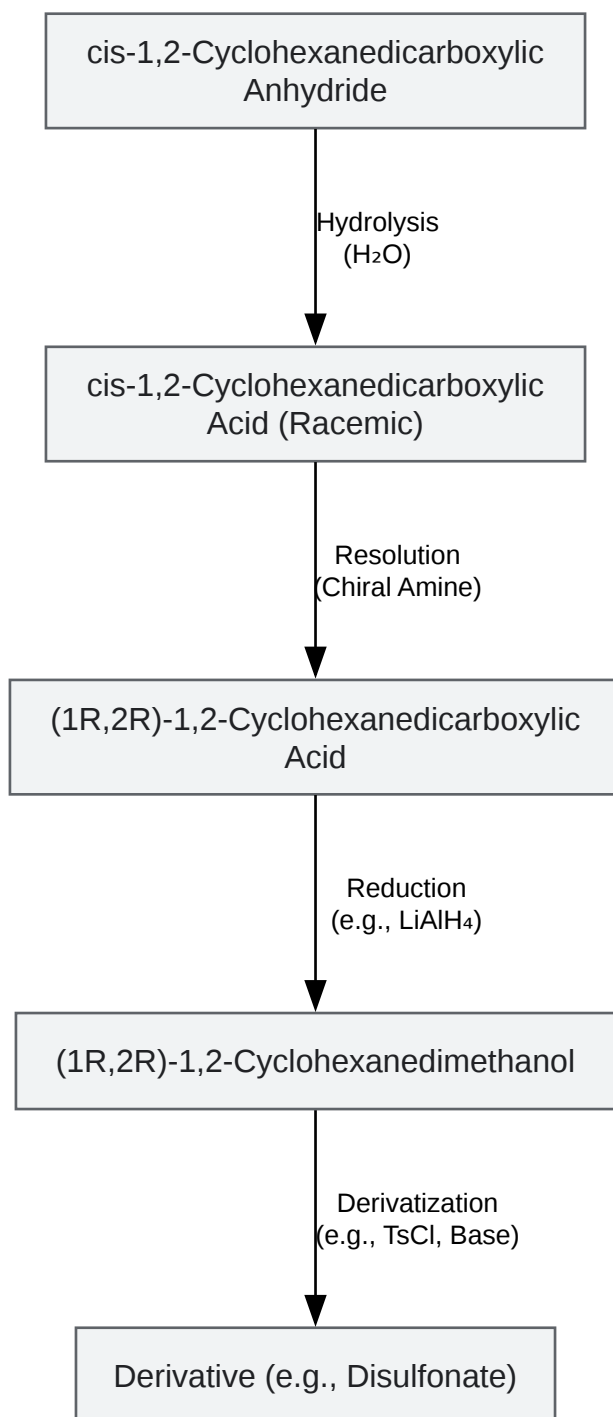 cis-1,2-Cyclohexanedicarboxylic
Anhydride
Hydrolysis
(H₂O)
cis-1,2-Cyclohexanedicarboxylic
Acid (Racemic)
Resolution
(Chiral Amine)
(1R,2R)-1,2-Cyclohexanedicarboxylic
Acid
Reduction
(e.g., LiAlH₄)
(1R,2R)-1,2-Cyclohexanedimethanol
Derivatization
(e.g., TsCl, Base)
Derivative (e.g., Disulfonate)